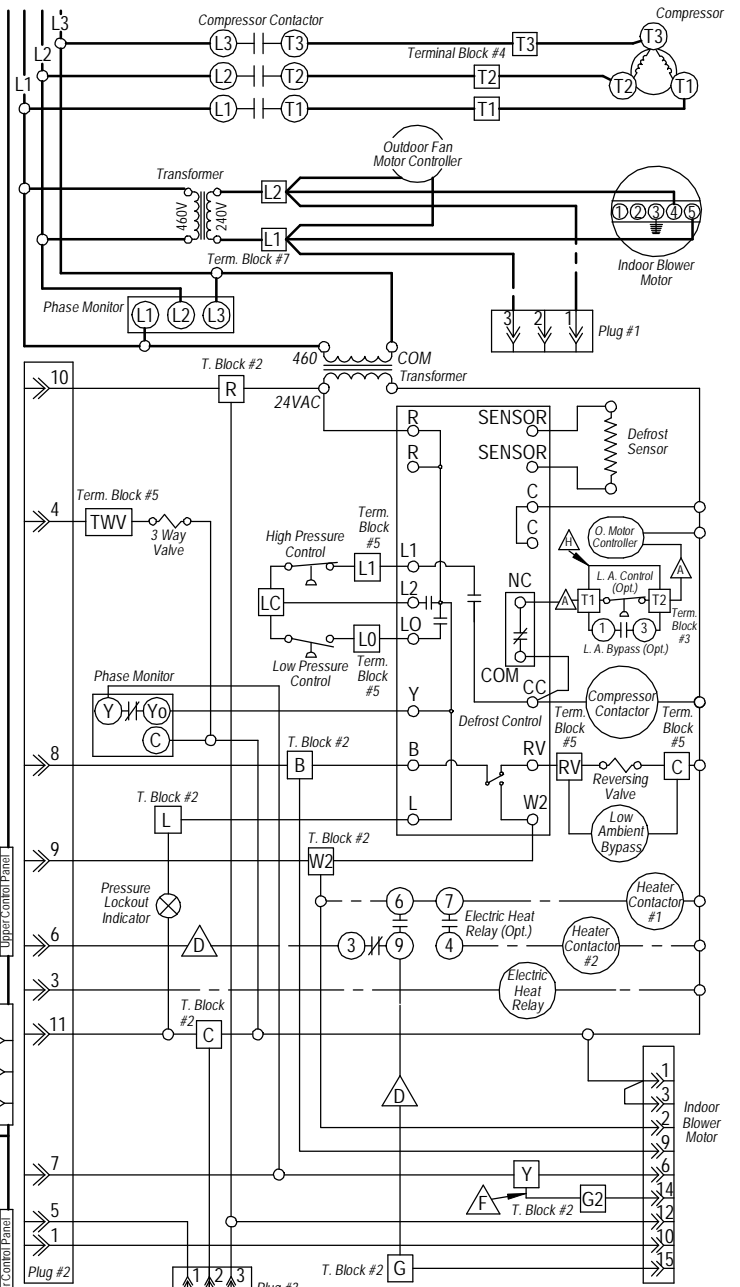 L3
L2
L1
Compressor Contactor
Compressor
L3 T3
Terminal Block #4
T3
T3
L2 T2
T2
T2
T1
L1 T1
T1
Outdoor Fan
Motor Controller
Transformer
460V
240V
L2
L1
Term. Block #7
1 2 3 4 5
Indoor Blower
Motor
Phase Monitor
L1 L2 L3
3 2 1
Plug #1
460
COM
Transformer
24VAC
T. Block #2
10
R
R
R
SENSOR
SENSOR
Defrost
Sensor
C
C
Term. Block #5
4
TWV
3 Way
Valve
High Pressure
Control
Term.
Block
#5
L1
L1
L2
LC
LO
LO
Low Pressure
Control
Term.
Block
#5
NC
COM
O. Motor
Controller
H
A
A
L. A. Control
(Opt.)
T1
T2
1 3
L. A. Bypass (Opt.)
Term.
Block
#3
Phase Monitor
Y Yo
C
Y
CC
Defrost Control
Compressor
Contactor
Term.
Block
#5
Term.
Block
#5
8
T. Block #2
B
B
RV
RV
Reversing
Valve
C
T. Block #2
L
L
W2
Low
Ambient
Bypass
9
T. Block #2
W2
Upper Control Panel
Pressure
Lockout
Indicator
6
7
Electric Heat
Relay (Opt.)
Heater
Contactor
#1
6
D
3
9
4
Heater
Contactor
#2
3
Electric
Heat
Relay
11
T. Block
#2
C
D
1
3
2
9
6
14
12
10
15
Indoor
Blower
Motor
7
Y
F
T. Block #2
G2
5
1
Plug #2
1 2 3
T. Block #2
G